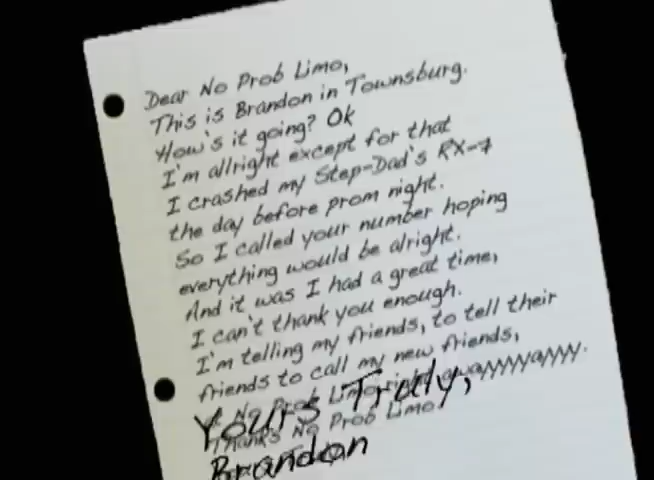 Dear No Prob Limo,
This is Brandon in Townsburg.
How's it going? Ok
I'm allright except for that
I crashed my Step-Dad's RX-7
the day before prom night.
So I called your number hoping
everything would be alright.
And it was I had a great time,
I can't thank you enough.
I'm telling my friends, to tell their
friends to call my new friends,
No Prob Limo
Yours Truly,
Thanks No Prob Limo
Brandon